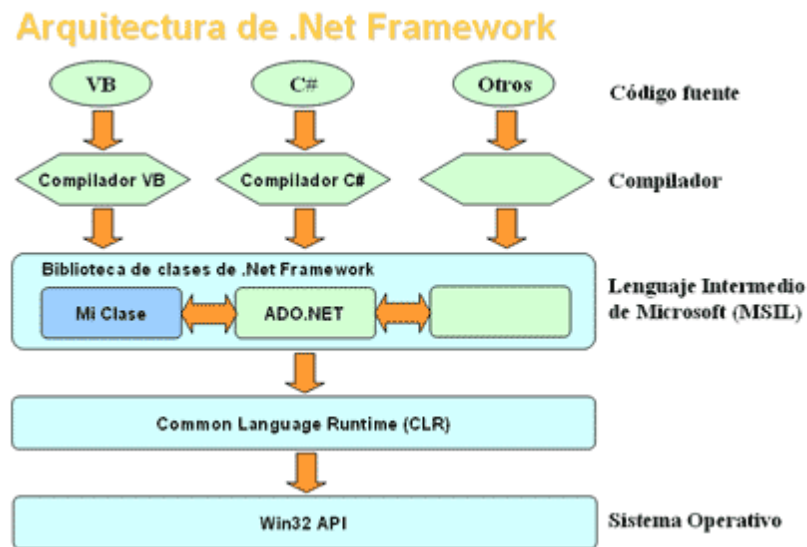 Arquitectura de .Net Framework
VB
C#
Otros
Código fuente
Compilador VB
Compilador C#
Compilador
Biblioteca de clases de .Net Framework
Mi Clase
ADO.NET
Lenguaje Intermedio
de Microsoft (MSIL)
Common Language Runtime (CLR)
Win32 API
Sistema Operativo